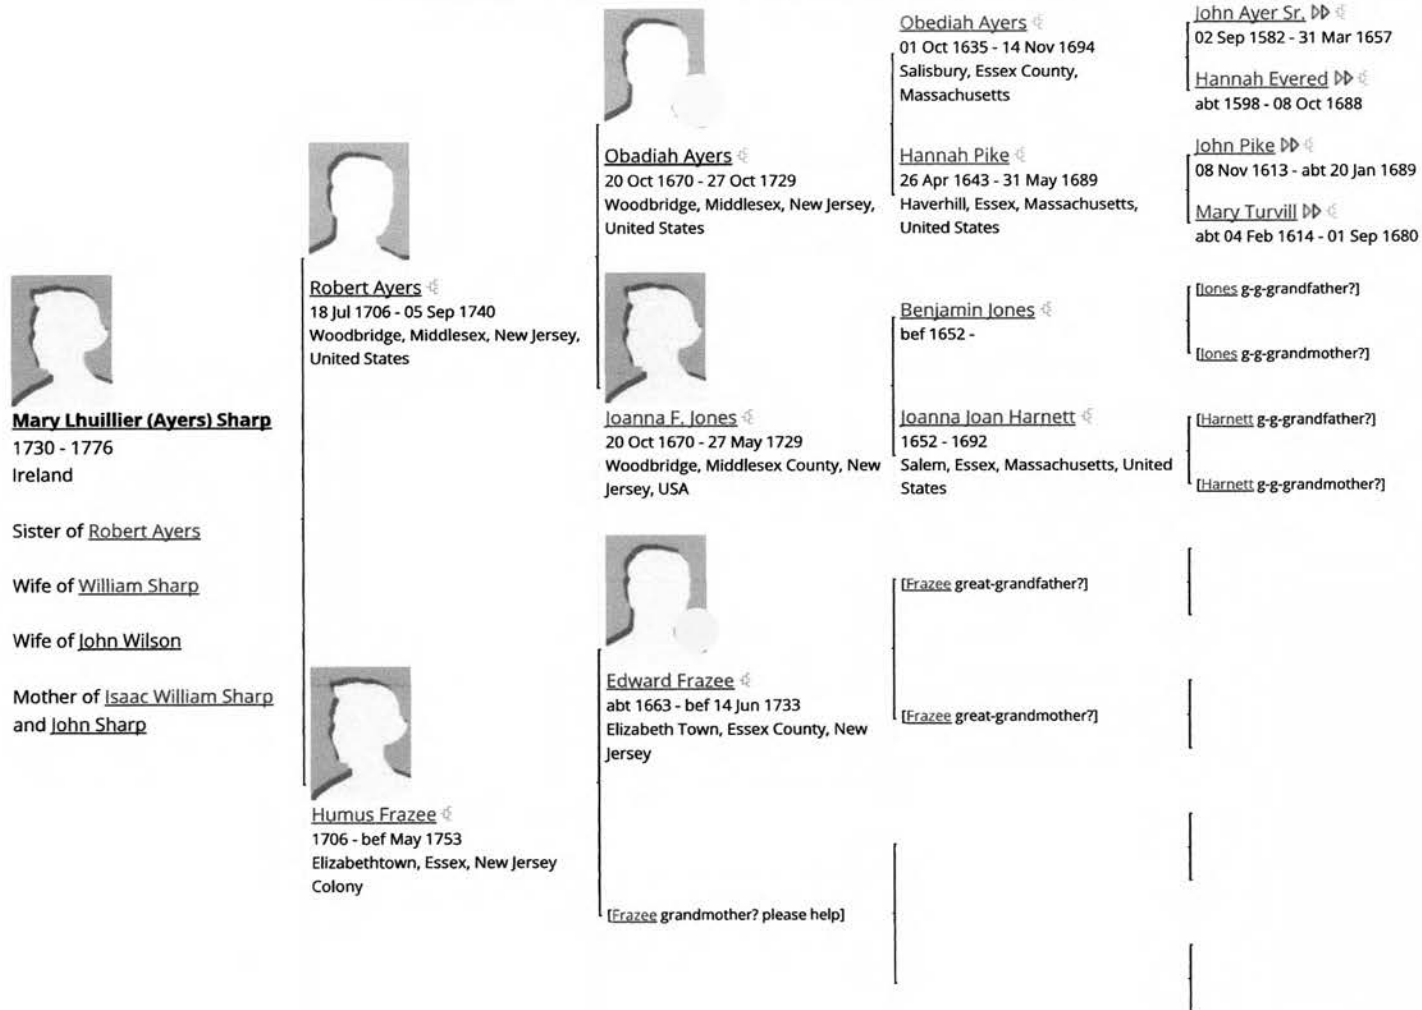 Mary Lhuillier (Ayers) Sharp
1730 - 1776
Ireland
Sister of Robert Ayers
Wife of William Sharp
Wife of John Wilson
Mother of Isaac William Sharp
and John Sharp
Robert Ayers
18 Jul 1706 - 05 Sep 1740
Woodbridge, Middlesex, New Jersey,
United States
Humus Frazee
1706 - bef May 1753
Elizabethtown, Essex, New Jersey
Colony
Obadiah Ayers
20 Oct 1670 - 27 Oct 1729
Woodbridge, Middlesex, New Jersey,
United States
Joanna F. Jones
20 Oct 1670 - 27 May 1729
Woodbridge, Middlesex County, New
Jersey, USA
Edward Frazee
abt 1663 - bef 14 Jun 1733
Elizabeth Town, Essex County, New
Jersey
[Frazee grandmother? please help]
Obediah Ayers
01 Oct 1635 - 14 Nov 1694
Salisbury, Essex County,
Massachusetts
Hannah Pike
26 Apr 1643 - 31 May 1689
Haverhill, Essex, Massachusetts,
United States
Benjamin Jones
bef 1652 -
Joanna Joan Harnett
1652 - 1692
Salem, Essex, Massachusetts, United
States
[Frazee great-grandfather?]
[Frazee great-grandmother?]
John Ayer Sr.
02 Sep 1582 - 31 Mar 1657
Hannah Evered
abt 1598 - 08 Oct 1688
John Pike
08 Nov 1613 - abt 20 Jan 1689
Mary Turvill
abt 04 Feb 1614 - 01 Sep 1680
[Jones g-g-grandfather?]
[Jones g-g-grandmother?]
[Harnett g-g-grandfather?]
[Harnett g-g-grandmother?]